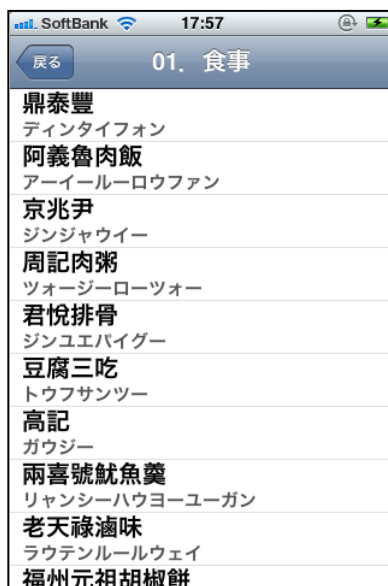 SoftBank 17:57
戻る 01. 食事
鼎泰豐
ディンタイフォン
阿義魯肉飯
アーイールーロウファン
京兆尹
ジンジャウイー
周記肉粥
ツォージーローツォー
君悅排骨
ジンユエパイグー
豆腐三吃
トウフサンツー
高記
ガウジー
兩喜號魷魚羹
リャンシーハウヨーユーガン
老天祿滷味
ラウテンルールウェイ
福州元祖胡椒餅